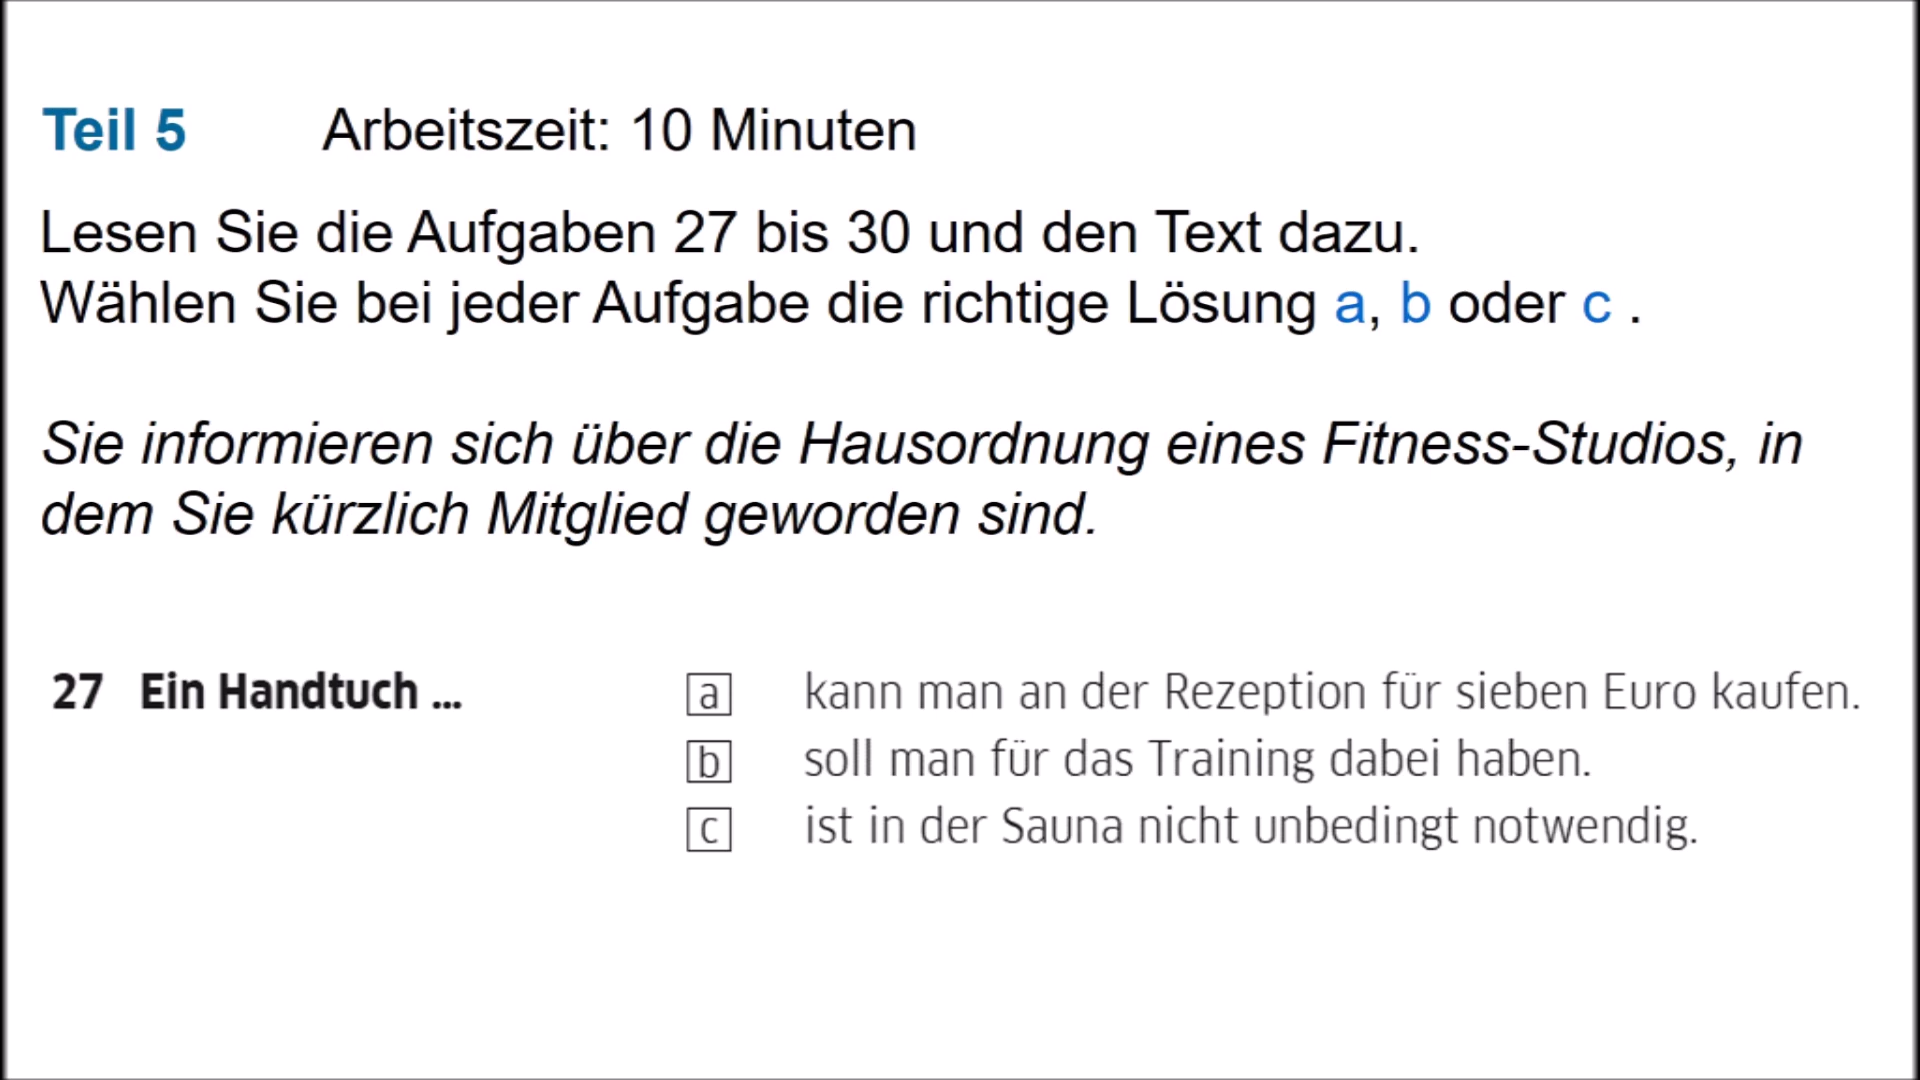 Teil 5 Arbeitszeit: 10 Minuten
Lesen Sie die Aufgaben 27 bis 30 und den Text dazu.
Wählen Sie bei jeder Aufgabe die richtige Lösung a, b oder c .
Sie informieren sich über die Hausordnung eines Fitness-Studios, in
dem Sie kürzlich Mitglied geworden sind.
27 Ein Handtuch ... a kann man an der Rezeption für sieben Euro kaufen.
b soll man für das Training dabei haben.
c ist in der Sauna nicht unbedingt notwendig.